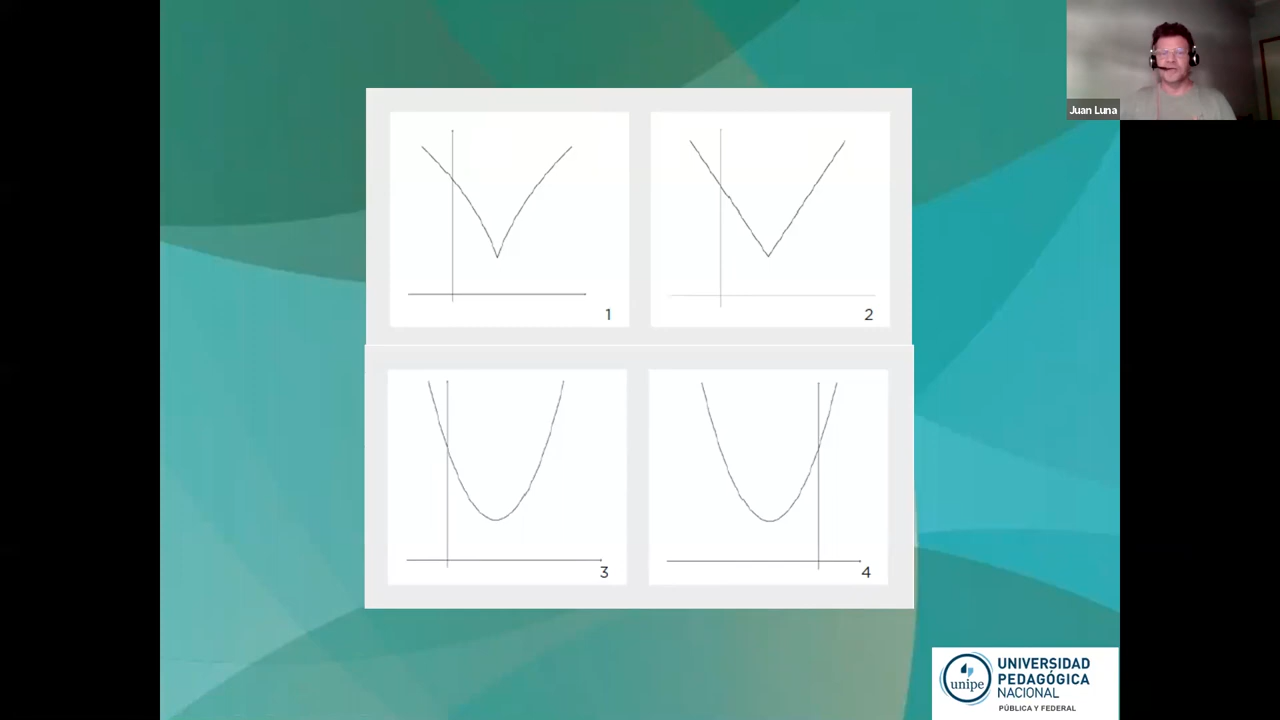 Juan Luna
1
2
3
4
unipe
UNIVERSIDAD
PEDAGÓGICA
NACIONAL
PÚBLICA Y FEDERAL